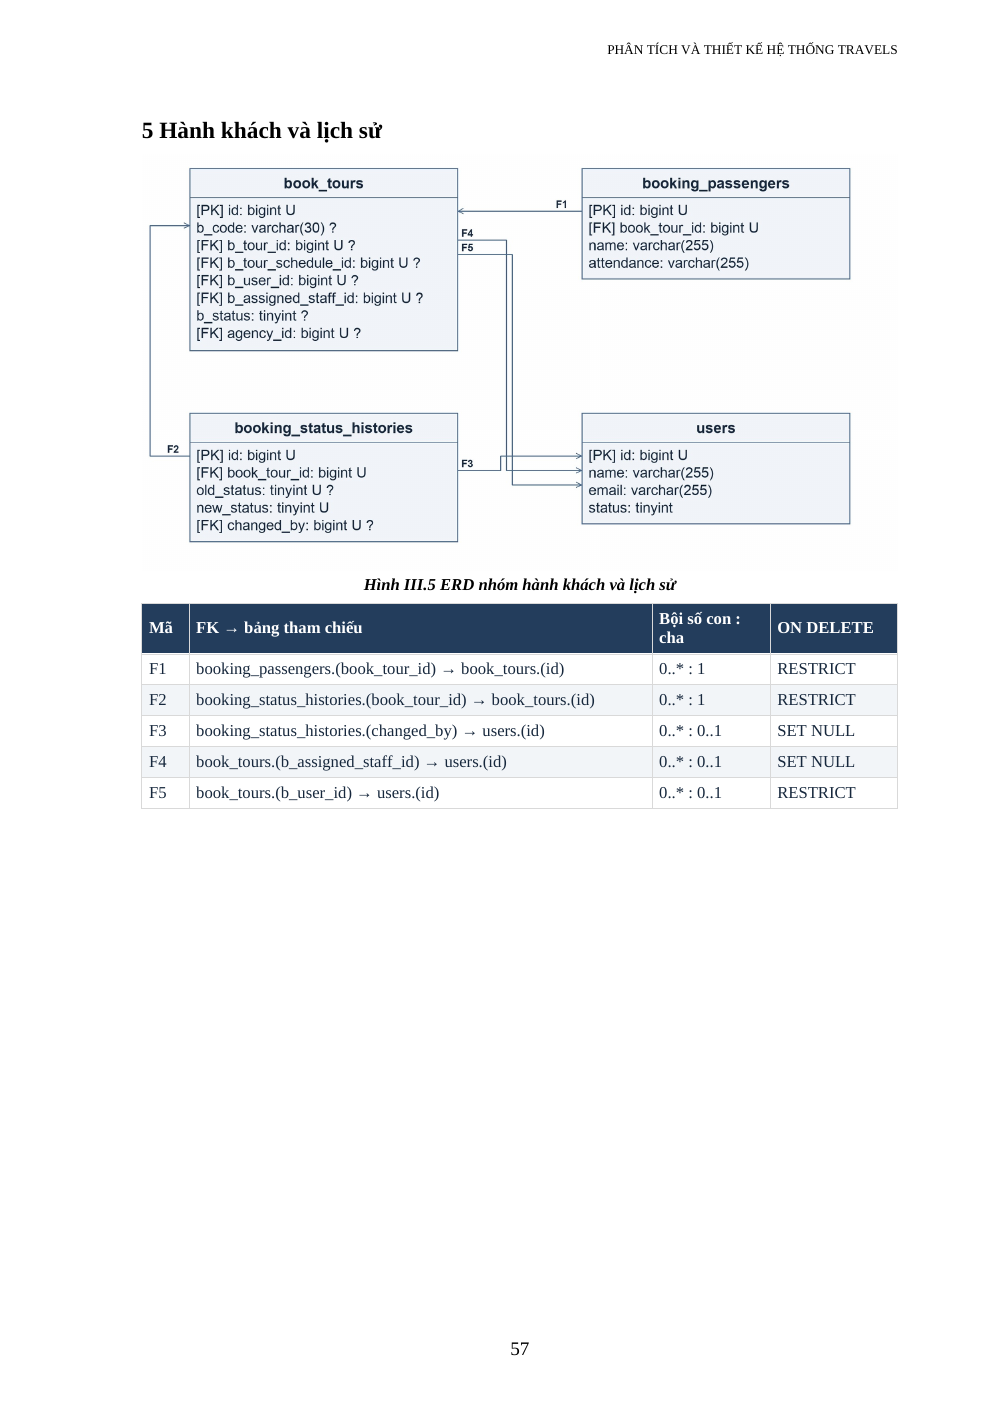 PHÂN TÍCH VÀ THIẾT KẾ HỆ THỐNG TRAVELS
5 Hành khách và lịch sử
book_tours
[PK] id: bigint U
b_code: varchar(30) ?
[FK] b_tour_id: bigint U ?
[FK] b_tour_schedule_id: bigint U ?
[FK] b_user_id: bigint U ?
[FK] b_assigned_staff_id: bigint U ?
b_status: tinyint ?
[FK] agency_id: bigint U ?
F1
F4
F5
booking_passengers
[PK] id: bigint U
[FK] book_tour_id: bigint U
name: varchar(255)
attendance: varchar(255)
F2
booking_status_histories
[PK] id: bigint U
[FK] book_tour_id: bigint U
old_status: tinyint U ?
new_status: tinyint U
[FK] changed_by: bigint U ?
F3
users
[PK] id: bigint U
name: varchar(255)
email: varchar(255)
status: tinyint
Hình III.5 ERD nhóm hành khách và lịch sử
Mã FK → bảng tham chiếu Bội số con : cha ON DELETE
F1 booking_passengers.(book_tour_id) → book_tours.(id) 0..* : 1 RESTRICT
F2 booking_status_histories.(book_tour_id) → book_tours.(id) 0..* : 1 RESTRICT
F3 booking_status_histories.(changed_by) → users.(id) 0..* : 0..1 SET NULL
F4 book_tours.(b_assigned_staff_id) → users.(id) 0..* : 0..1 SET NULL
F5 book_tours.(b_user_id) → users.(id) 0..* : 0..1 RESTRICT
57